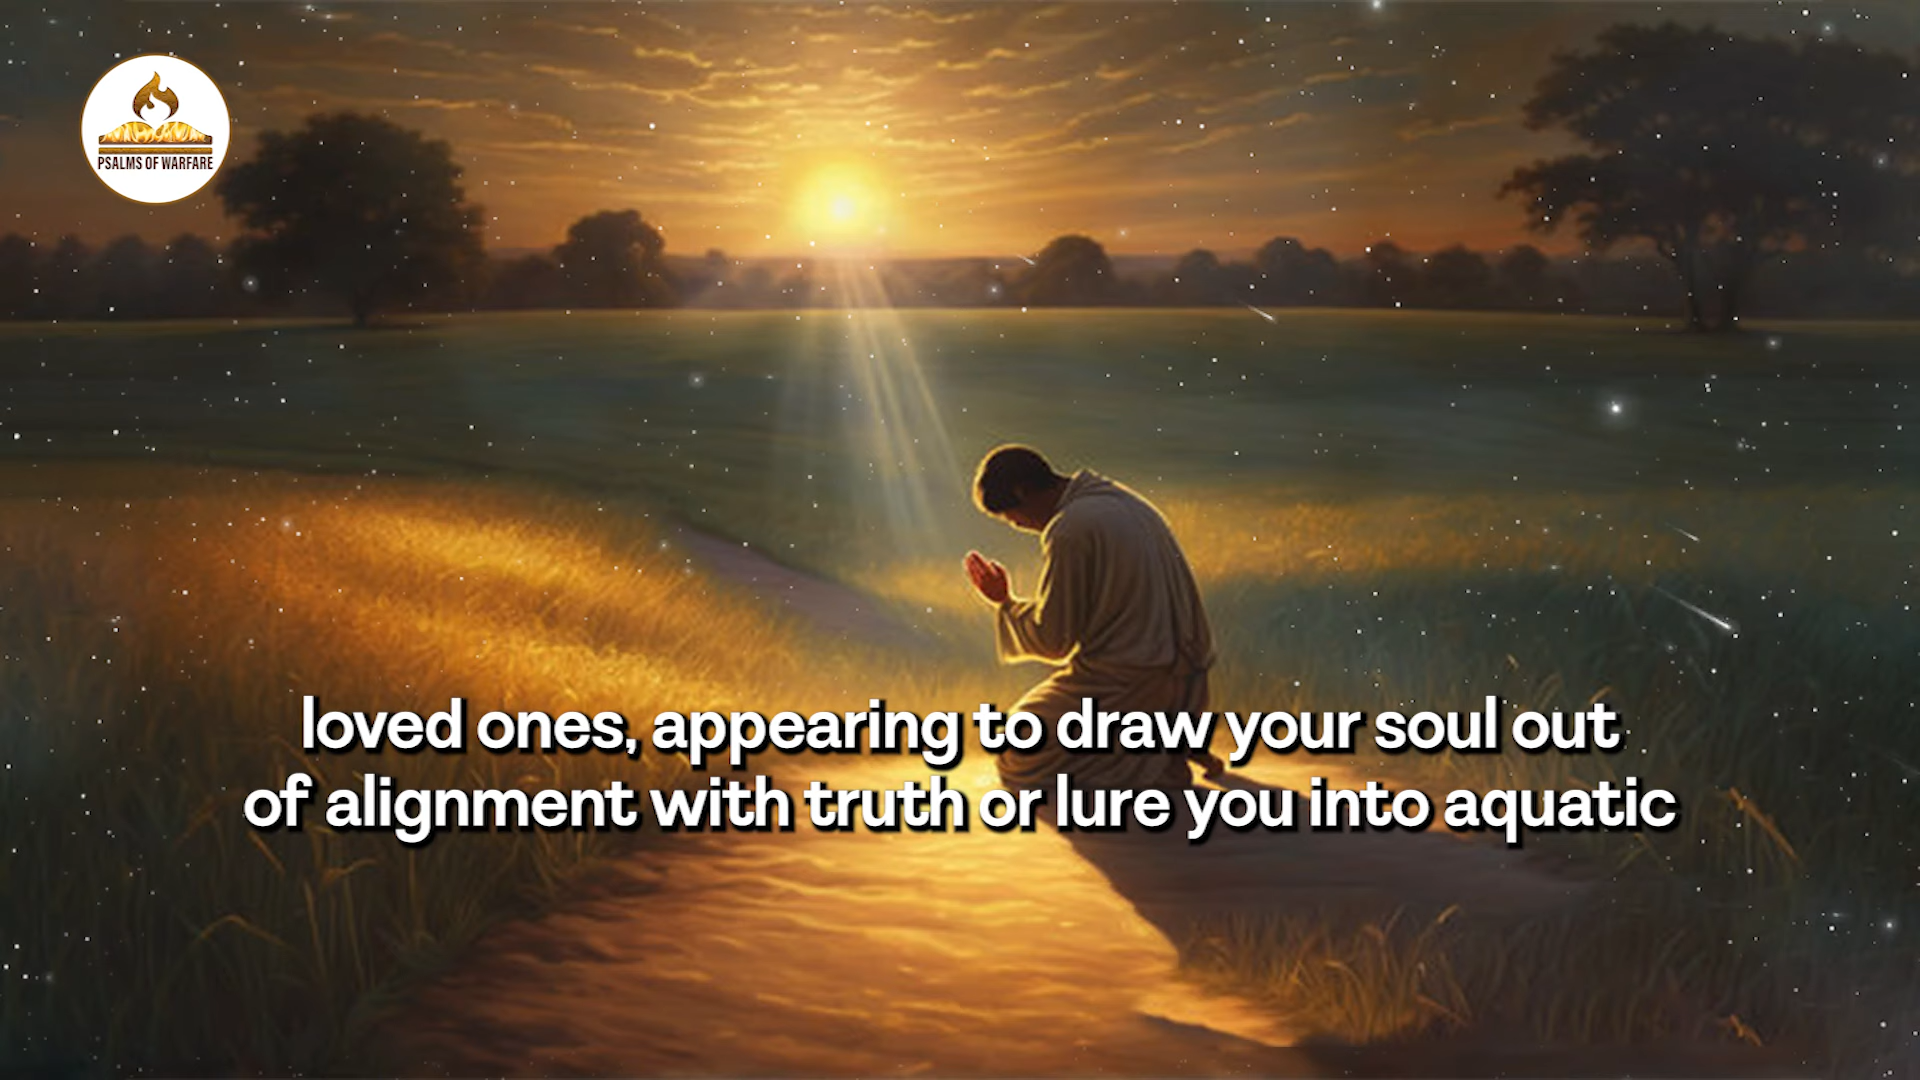 PSALMS OF WARFARE
loved ones, appearing to draw your soul out
of alignment with truth or lure you into aquatic